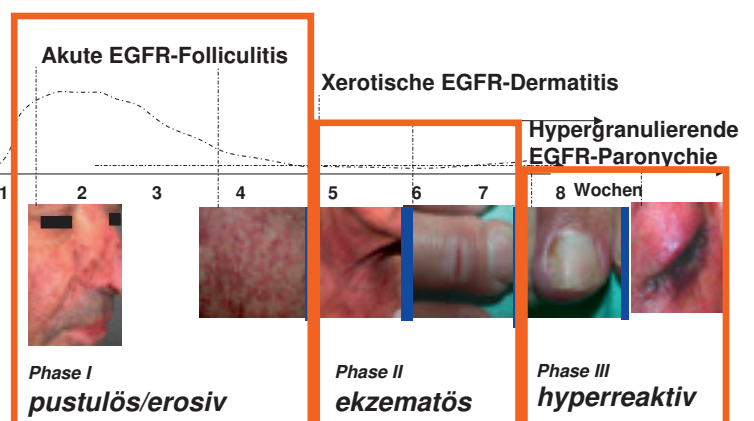 Akute EGFR-Folliculitis
Xerotische EGFR-Dermatitis
Hypergranulierende
EGFR-Paronychie
1 2 3 4 5 6 7 8 Wochen
Phase I
pustulös/erosiv
Phase II
ekzematös
Phase III
hyperreaktiv